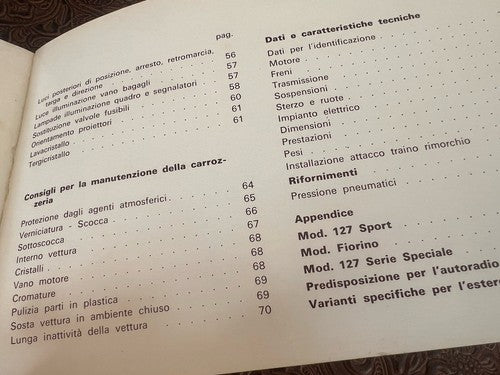 pag.
Luci posteriori di posizione, arresto, retromarcia,
targa e direzione . . . . . 56
Luce illuminazione vano bagagli . . . 57
Lampade illuminazione quadro e segnalatori . 57
Sostituzione valvole fusibili . . . . . 58
Orientamento proiettori . . . . . 60
Lavacristallo . . . . . 61
Tergicristallo . . . . . 61
Consigli per la manutenzione della carroz-
zeria
Protezione dagli agenti atmosferici . . . . 64
Verniciatura - Scocca . . . . . 65
Sottoscocca . . . . . 66
Interno vettura . . . . . 67
Cristalli . . . . . 68
Vano motore . . . . . 68
Cromature . . . . . 68
Pulizia parti in plastica . . . . . 69
Sosta vettura in ambiente chiuso . . . . 69
Lunga inattività della vettura . . . . . 70
Dati e caratteristiche tecniche
Dati per l'identificazione . . . . .
Motore . . . . .
Freni . . . . .
Trasmissione . . . . .
Sospensioni . . . . .
Sterzo e ruote . . . . .
Impianto elettrico . . . . .
Dimensioni . . . . .
Prestazioni . . . . .
Pesi . . . . .
Installazione attacco traino rimorchio
Rifornimenti . . . . .
Pressione pneumatici . . . . .
Appendice
Mod. 127 Sport . . . . .
Mod. Fiorino . . . . .
Mod. 127 Serie Speciale . . . .
Predisposizione per l'autoradio
Varianti specifiche per